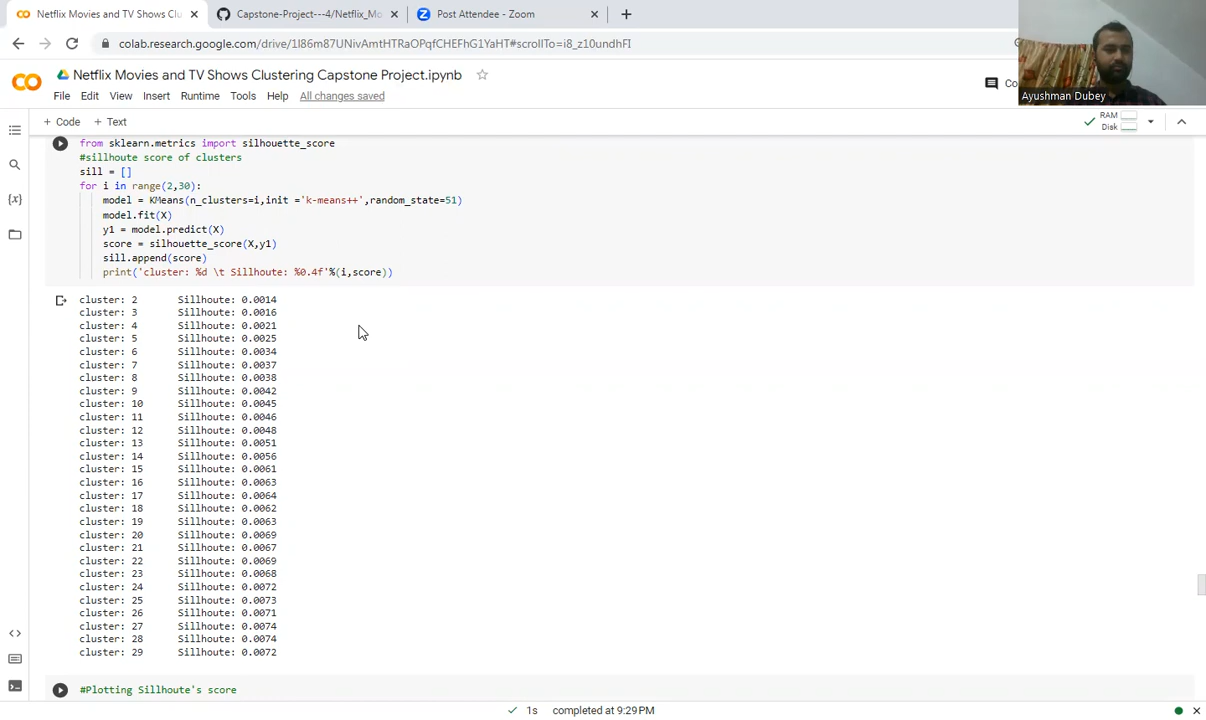 Netflix Movies and TV Shows Clu
Capstone-Project---4/Netflix_Mo
Post Attendee - Zoom
colab.research.google.com/drive/1I86m87UNivAmtHTRaOPqfCHEFhG1YaHT#scrollTo=i8_z10undhFI
Netflix Movies and TV Shows Clustering Capstone Project.ipynb
File Edit View Insert Runtime Tools Help All changes saved
Co
Ayushman Dubey
+ Code + Text
RAM
Disk
from sklearn.metrics import silhouette_score
#sillhoute score of clusters
sill = []
for i in range(2,30):
model = KMeans(n_clusters=i,init ='k-means++',random_state=51)
model.fit(X)
y1 = model.predict(X)
score = silhouette_score(X,y1)
sill.append(score)
print('cluster: %d \t Sillhoute: %0.4f'%(i,score))
cluster: 2 Sillhoute: 0.0014
cluster: 3 Sillhoute: 0.0016
cluster: 4 Sillhoute: 0.0021
cluster: 5 Sillhoute: 0.0025
cluster: 6 Sillhoute: 0.0034
cluster: 7 Sillhoute: 0.0037
cluster: 8 Sillhoute: 0.0038
cluster: 9 Sillhoute: 0.0042
cluster: 10 Sillhoute: 0.0045
cluster: 11 Sillhoute: 0.0046
cluster: 12 Sillhoute: 0.0048
cluster: 13 Sillhoute: 0.0051
cluster: 14 Sillhoute: 0.0056
cluster: 15 Sillhoute: 0.0061
cluster: 16 Sillhoute: 0.0063
cluster: 17 Sillhoute: 0.0064
cluster: 18 Sillhoute: 0.0062
cluster: 19 Sillhoute: 0.0063
cluster: 20 Sillhoute: 0.0069
cluster: 21 Sillhoute: 0.0067
cluster: 22 Sillhoute: 0.0069
cluster: 23 Sillhoute: 0.0068
cluster: 24 Sillhoute: 0.0072
cluster: 25 Sillhoute: 0.0073
cluster: 26 Sillhoute: 0.0071
cluster: 27 Sillhoute: 0.0074
cluster: 28 Sillhoute: 0.0074
cluster: 29 Sillhoute: 0.0072
#Plotting Sillhoute's score
1s completed at 9:29 PM